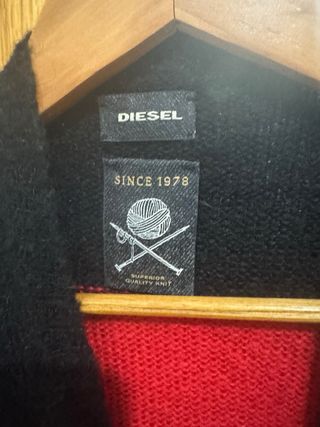 DIESEL
SINCE 1978
SUPERIOR
QUALITY KNIT